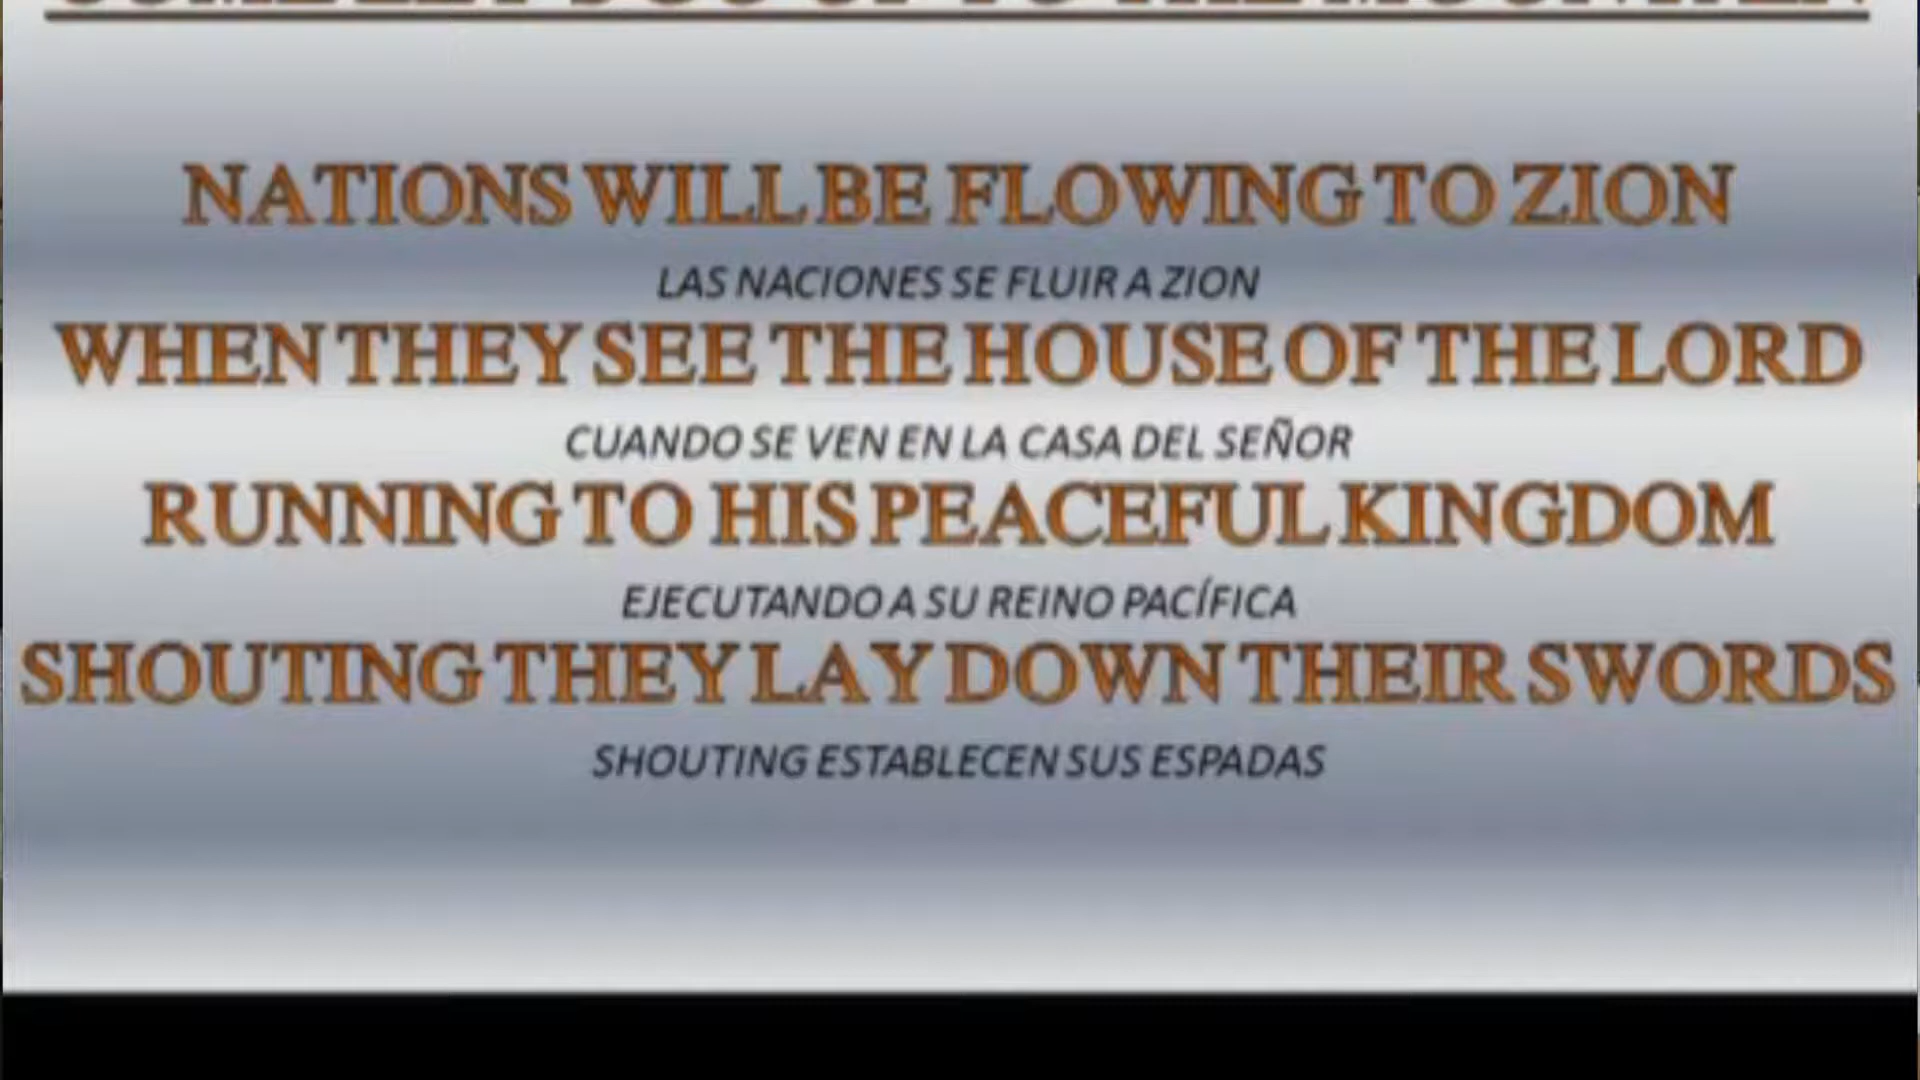 NATIONS WILL BE FLOWING TO ZION
LAS NACIONES SE FLUIR A ZION
WHEN THEY SEE THE HOUSE OF THE LORD
CUANDO SE VEN EN LA CASA DEL SEÑOR
RUNNING TO HIS PEACEFUL KINGDOM
EJECUTANDO A SU REINO PACÍFICA
SHOUTING THEY LAY DOWN THEIR SWORDS
SHOUTING ESTABLECEN SUS ESPADAS